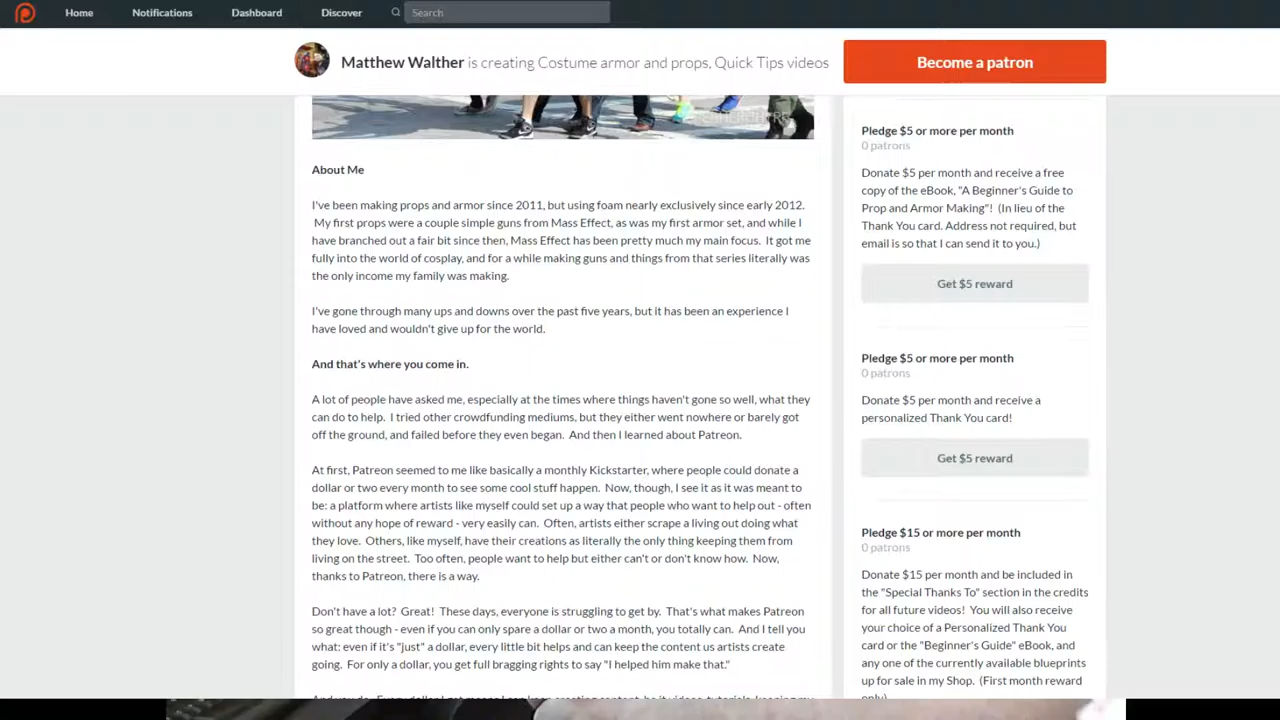 Home
Notifications
Dashboard
Discover
Search
Matthew Walther is creating Costume armor and props, Quick Tips videos
Become a patron
About Me
I've been making props and armor since 2011, but using foam nearly exclusively since early 2012.
My first props were a couple simple guns from Mass Effect, as was my first armor set, and while I
have branched out a fair bit since then, Mass Effect has been pretty much my main focus. It got me
fully into the world of cosplay, and for a while making guns and things from that series literally was
the only income my family was making.
I've gone through many ups and downs over the past five years, but it has been an experience I
have loved and wouldn't give up for the world.
And that's where you come in.
A lot of people have asked me, especially at the times where things haven't gone so well, what they
can do to help. I tried other crowdfunding mediums, but they either went nowhere or barely got
off the ground, and failed before they even began. And then I learned about Patreon.
At first, Patreon seemed to me like basically a monthly Kickstarter, where people could donate a
dollar or two every month to see some cool stuff happen. Now, though, I see it as it was meant to
be: a platform where artists like myself could set up a way that people who want to help out - often
without any hope of reward - very easily can. Often, artists either scrape a living out doing what
they love. Others, like myself, have their creations as literally the only thing keeping them from
living on the street. Too often, people want to help but either can't or don't know how. Now,
thanks to Patreon, there is a way.
Don't have a lot? Great! These days, everyone is struggling to get by. That's what makes Patreon
so great though - even if you can only spare a dollar or two a month, you totally can. And I tell you
what: even if it's "just" a dollar, every little bit helps and can keep the content us artists create
going. For only a dollar, you get full bragging rights to say "I helped him make that."
Pledge $5 or more per month
0 patrons
Donate $5 per month and receive a free
copy of the eBook, "A Beginner's Guide to
Prop and Armor Making"! (In lieu of the
Thank You card. Address not required, but
email is so that I can send it to you.)
Get $5 reward
Pledge $5 or more per month
0 patrons
Donate $5 per month and receive a
personalized Thank You card!
Get $5 reward
Pledge $15 or more per month
0 patrons
Donate $15 per month and be included in
the "Special Thanks To" section in the credits
for all future videos! You will also receive
your choice of a Personalized Thank You
card or the "Beginner's Guide" eBook, and
any one of the currently available blueprints
up for sale in my Shop. (First month reward
only)